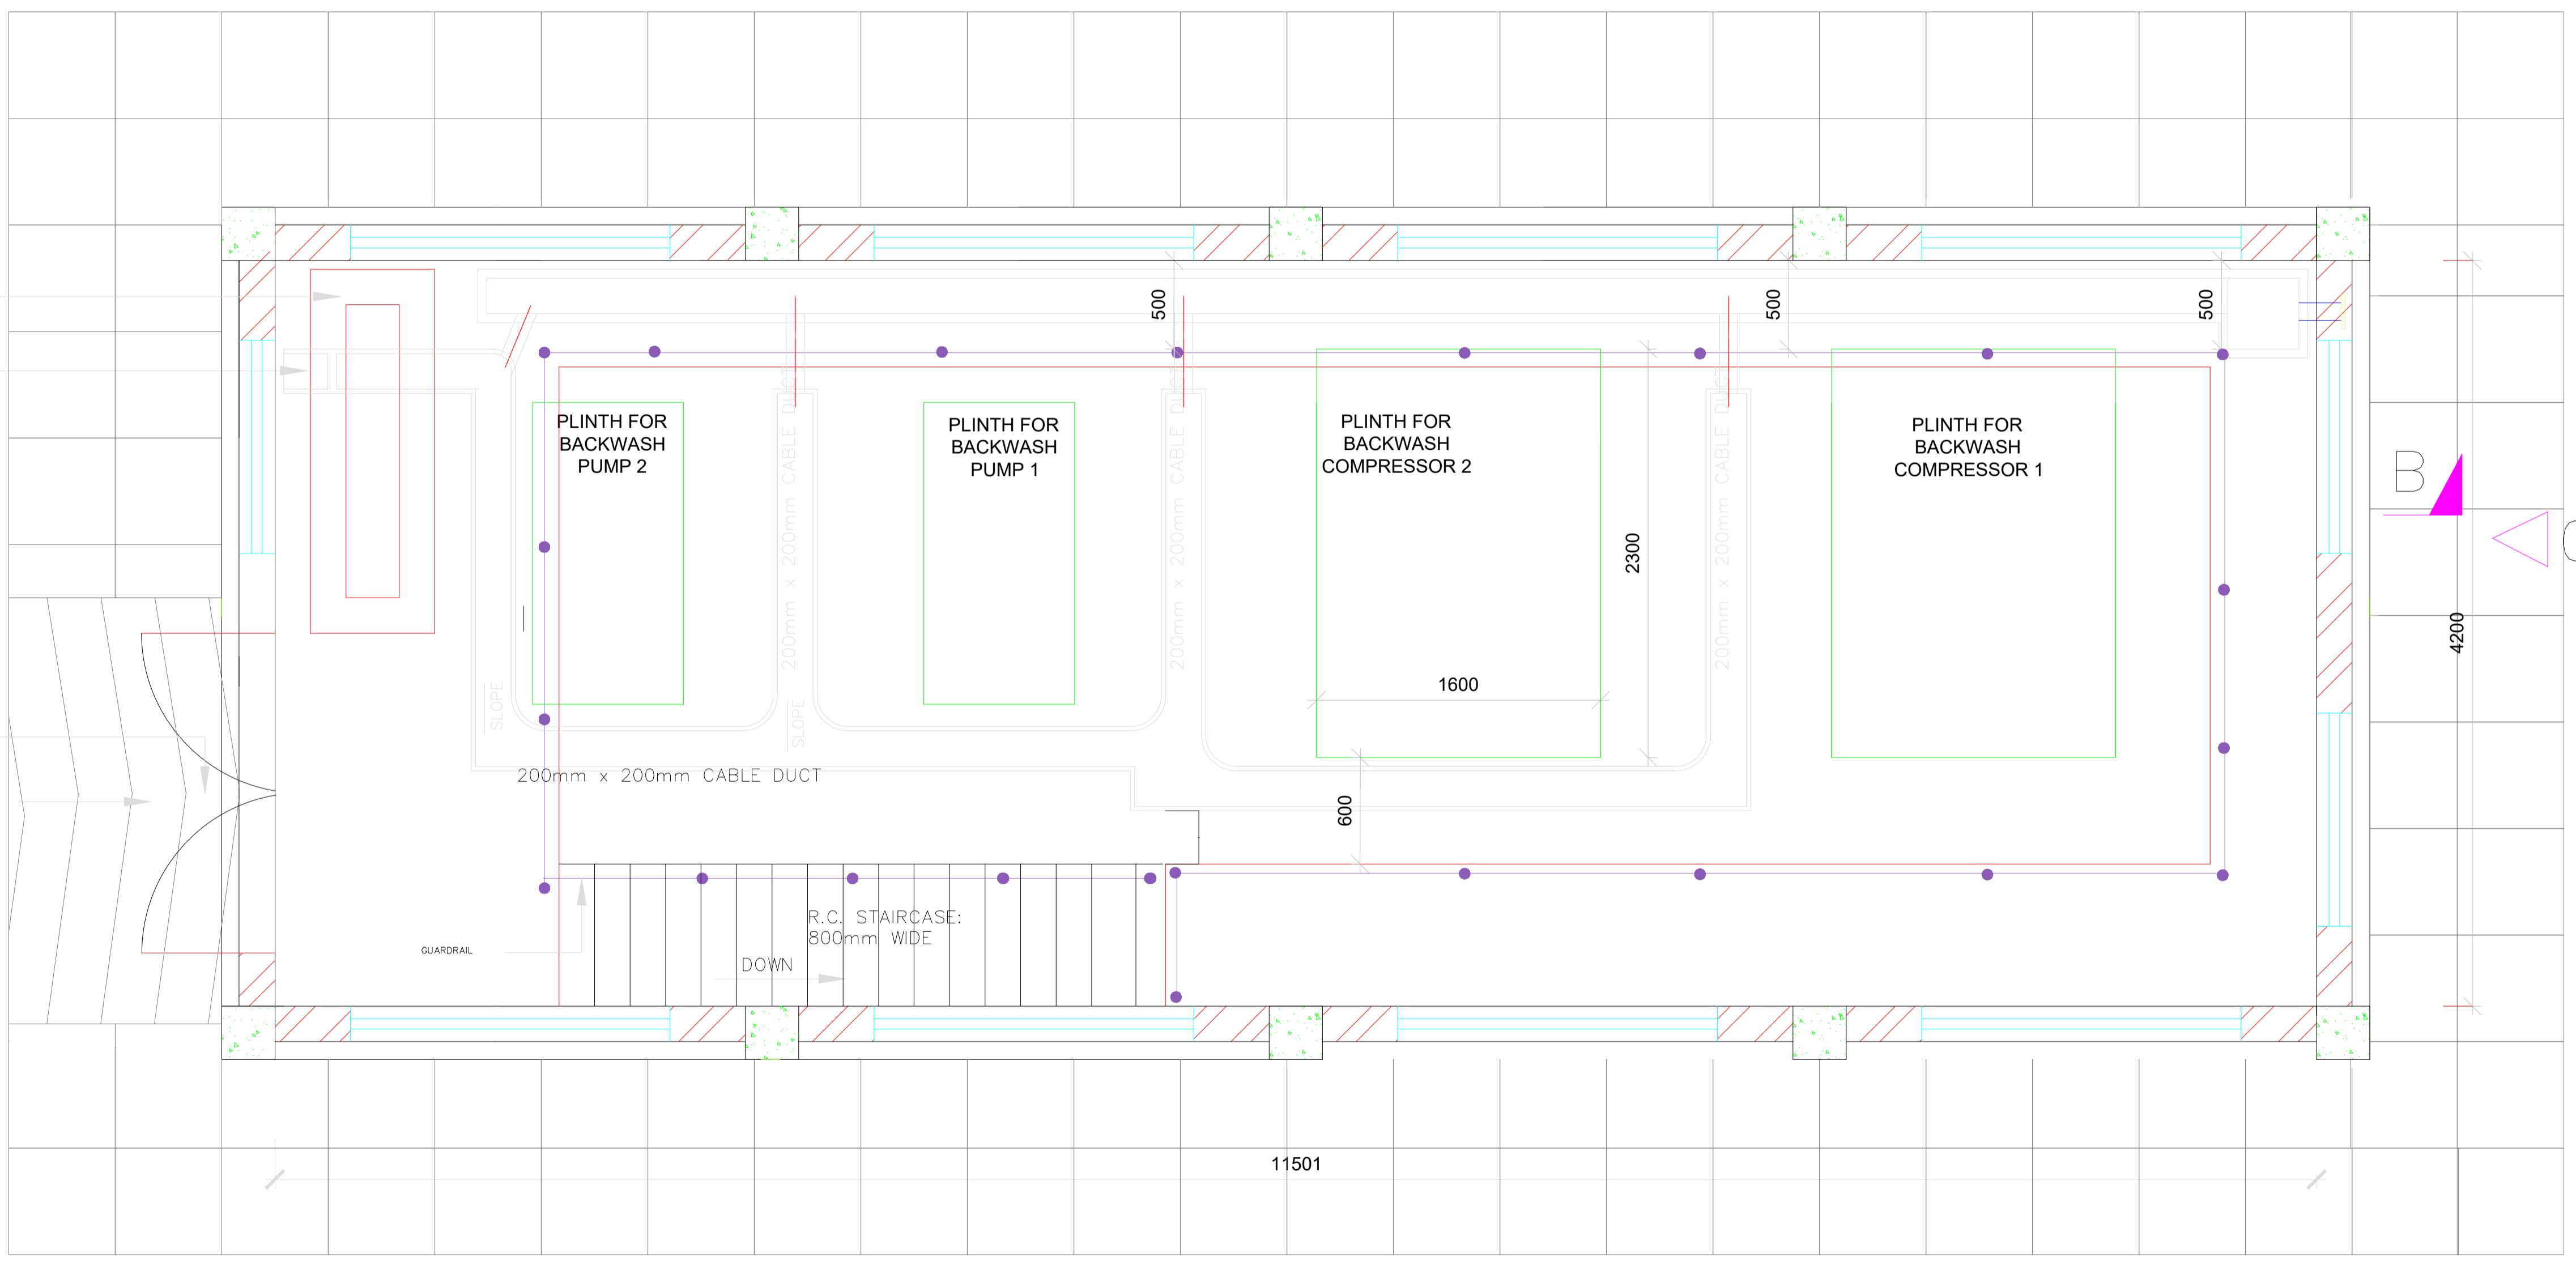 500
500
500
PLINTH FOR
BACKWASH
PUMP 2
PLINTH FOR
BACKWASH
PUMP 1
PLINTH FOR
BACKWASH
COMPRESSOR 2
PLINTH FOR
BACKWASH
COMPRESSOR 1
200mm x 200mm CABLE DUCT
200mm x 200mm CABLE DUCT
200mm x 200mm CABLE DUCT
B
2300
4200
1600
SLOPE
SLOPE
200mm x 200mm CABLE DUCT
600
R.C. STAIRCASE:
800mm WIDE
GUARDRAIL
DOWN
11501